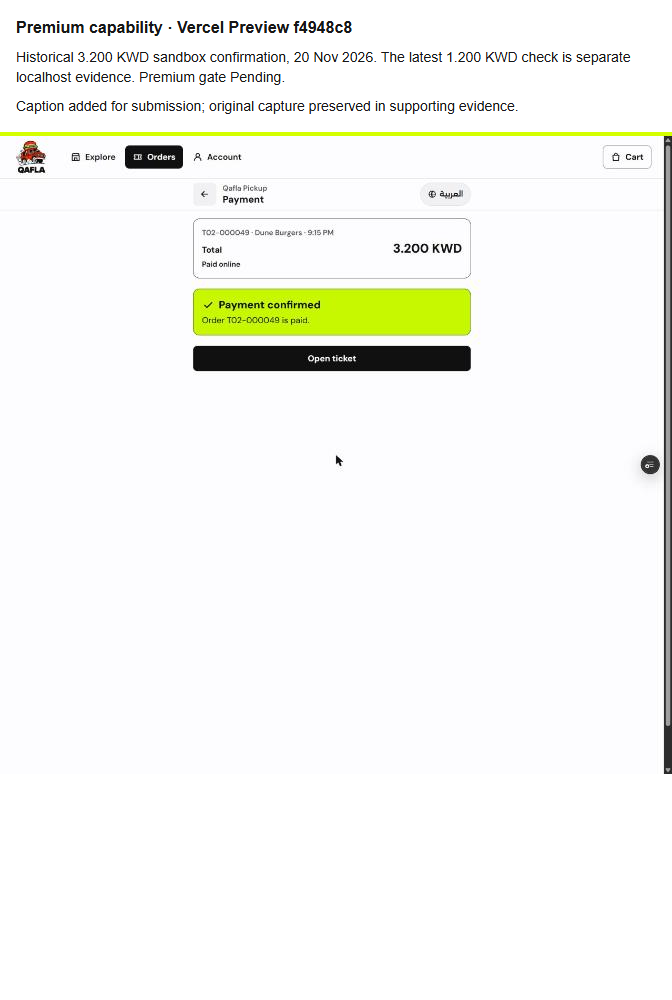 Premium capability · Vercel Preview f4948c8
Historical 3.200 KWD sandbox confirmation, 20 Nov 2026. The latest 1.200 KWD check is separate
localhost evidence. Premium gate Pending.
Caption added for submission; original capture preserved in supporting evidence.
QAFLA
Explore
Orders
Account
Cart
Qafla Pickup
Payment
العربية
T02-000049 · Dune Burgers · 9:15 PM
Total
3.200 KWD
Paid online
Payment confirmed
Order T02-000049 is paid.
Open ticket